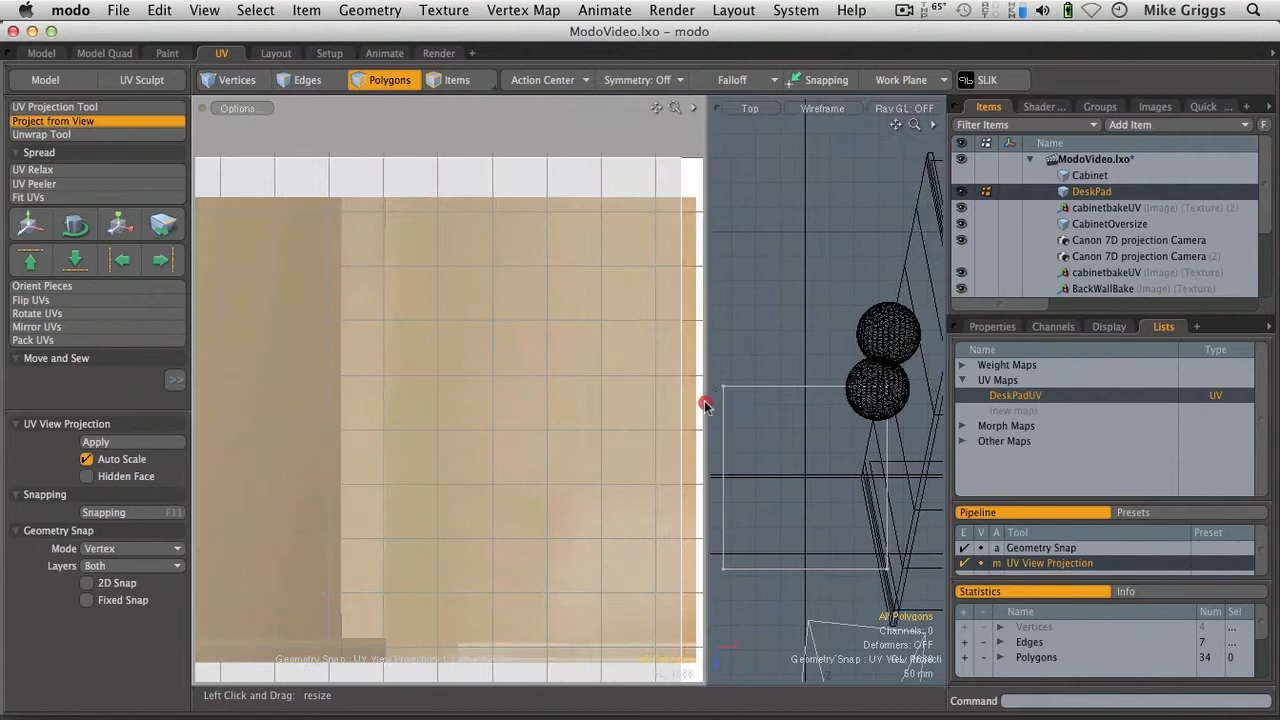 modo File Edit View Select Item Geometry Texture Vertex Map Animate Render Layout System Help 65° Mike Griggs
ModoVideo.lxo – modo
Model Model Quad Paint UV Layout Setup Animate Render +
Model UV Sculpt Vertices Edges Polygons Items Action Center Symmetry: Off Falloff Snapping Work Plane SLIK
UV Projection Tool
Project from View
Unwrap Tool
Spread
UV Relax
UV Peeler
Fit UVs
Orient Pieces
Flip UVs
Rotate UVs
Mirror UVs
Pack UVs
Move and Sew
>>
UV View Projection
Apply
Auto Scale
Hidden Face
Snapping
Snapping F11
Geometry Snap
Mode Vertex
Layers Both
2D Snap
Fixed Snap
Options...
Geometry Snap : UV View Projection
Left Click and Drag: resize
Top Wireframe Ray GL: OFF
All Polygons
Channels: 0
Deformers: OFF
Geometry Snap : UV View Projecti
50 mm
Items Shader ... Groups Images Quick ... +
Filter Items Add Item F
Name
ModoVideo.lxo*
Cabinet
DeskPad
cabinetbakeUV (Image) (Texture) (2)
CabinetOversize
Canon 7D projection Camera
Canon 7D projection Camera (2)
cabinetbakeUV (Image) (Texture)
BackWallBake (Image) (Texture)
Properties Channels Display Lists +
Name Type
Weight Maps
UV Maps
DeskPadUV UV
(new map)
Morph Maps
Other Maps
Pipeline Presets
E V A Tool Preset
a Geometry Snap
m UV View Projection
Statistics Info
Name Num Sel
+ – Vertices 4 ...
+ – Edges 7 ...
+ – Polygons 34 0
Command